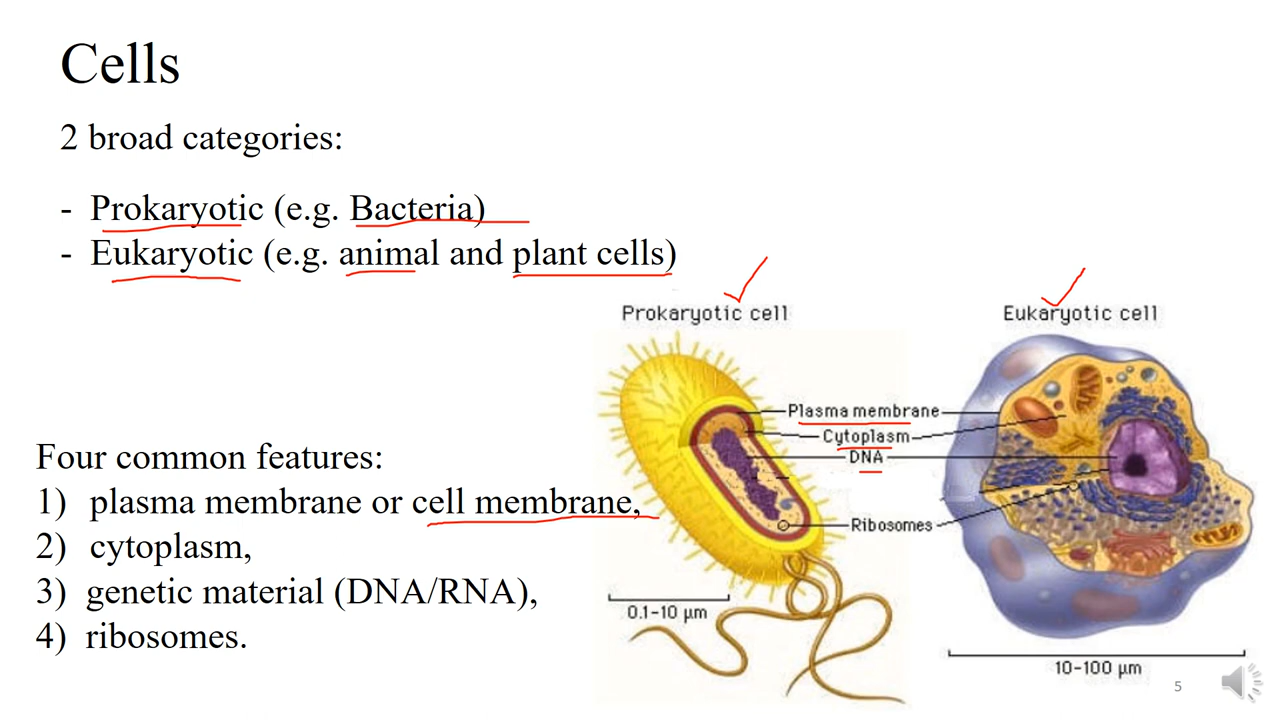 Cells
2 broad categories:
- Prokaryotic (e.g. Bacteria)
- Eukaryotic (e.g. animal and plant cells)
Prokaryotic cell
Eukaryotic cell
Plasma membrane
Cytoplasm
DNA
Ribosomes
0.1-10 µm
10-100 µm
Four common features:
1) plasma membrane or cell membrane,
2) cytoplasm,
3) genetic material (DNA/RNA),
4) ribosomes.
5